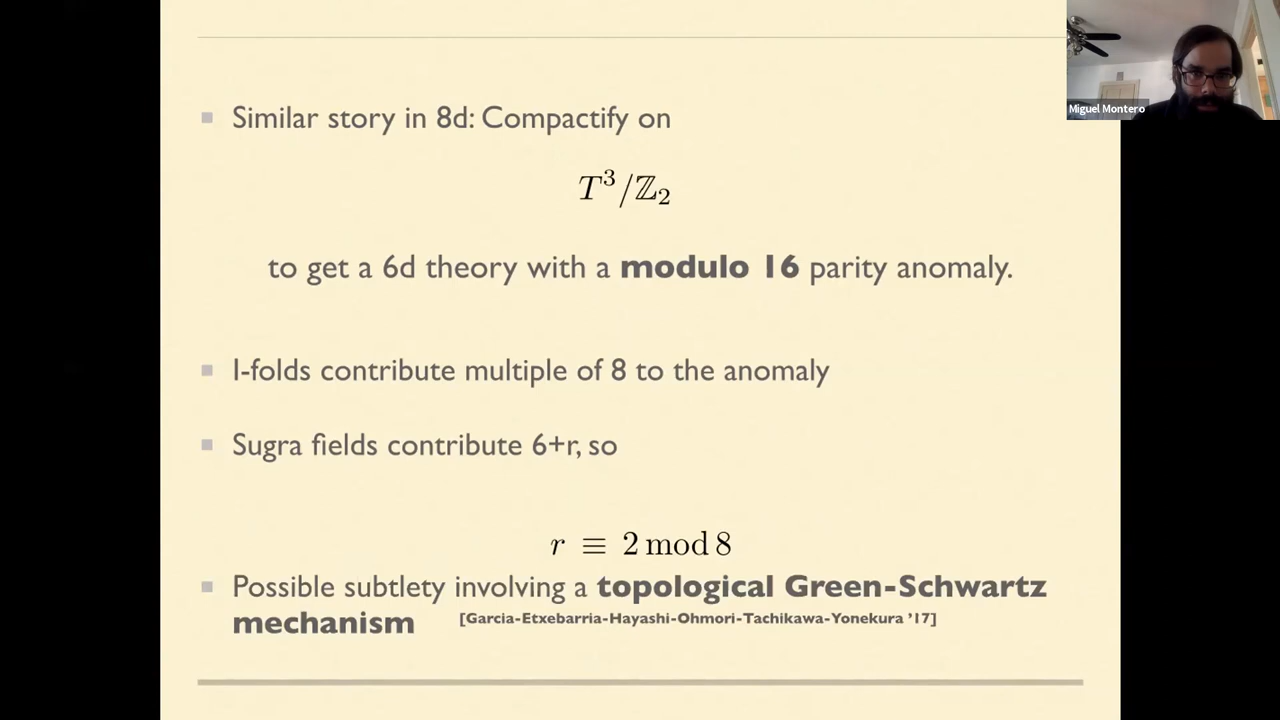 Similar story in 8d: Compactify on
T³/ℤ₂
to get a 6d theory with a modulo 16 parity anomaly.
I-folds contribute multiple of 8 to the anomaly
Sugra fields contribute 6+r, so
r ≡ 2 mod 8
Possible subtlety involving a topological Green-Schwartz
mechanism [Garcia-Etxebarria-Hayashi-Ohmori-Tachikawa-Yonekura '17]
Miguel Montero